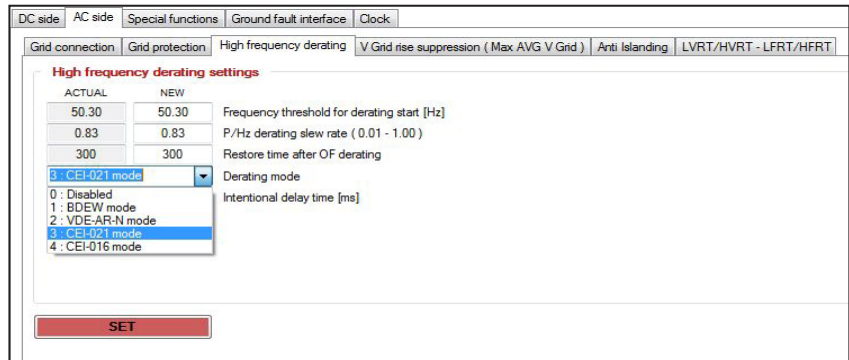 DC side AC side Special functions Ground fault interface Clock
Grid connection Grid protection High frequency derating V Grid rise suppression ( Max AVG V Grid ) Anti Islanding LVRT/HVRT - LFRT/HFRT
High frequency derating settings
ACTUAL NEW
50.30 50.30 Frequency threshold for derating start [Hz]
0.83 0.83 P/Hz derating slew rate ( 0.01 - 1.00 )
300 300 Restore time after OF derating
3 : CEI-021 mode Derating mode
0 : Disabled Intentional delay time [ms]
1 : BDEW mode
2 : VDE-AR-N mode
3 : CEI-021 mode
4 : CEI-016 mode
SET